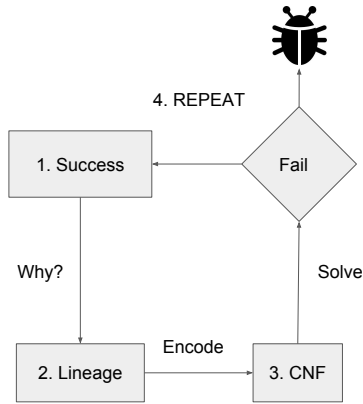 4. REPEAT
1. Success
Fail
Why?
Solve
Encode
2. Lineage
3. CNF